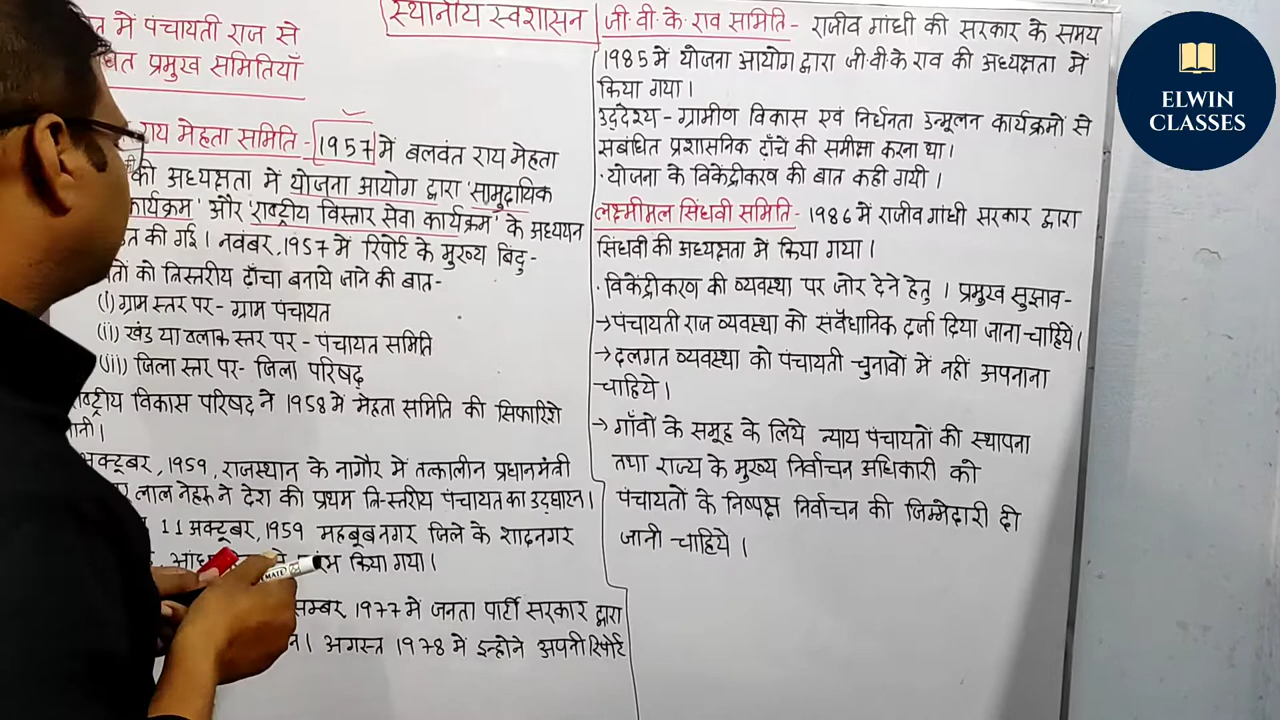 स्थानीय स्वशासन
में पंचायती राज से
प्रमुख समितियाँ
राय मेहता समिति - 1957 में बलवंत राय मेहता
की अध्यक्षता में योजना आयोग द्वारा 'सामुदायिक
कार्यक्रम' और 'राष्ट्रीय विस्तार सेवा कार्यक्रम' के अध्ययन
की गई। नवंबर, 1957 में रिपोर्ट के मुख्य बिंदु -
को त्रिस्तरीय ढ़ाँचा बनाये जाने की बात-
(i) ग्राम स्तर पर - ग्राम पंचायत
(ii) खंड या ब्लाक स्तर पर - पंचायत समिति
(iii) जिला स्तर पर- जिला परिषद्
विकास परिषद ने 1958 में मेहता समिति की सिफारिशे
अक्टूबर, 1959, राजस्थान के नागौर में तत्कालीन प्रधानमंत्री
लाल नेहरू ने देश की प्रथम त्रि-स्तरीय पंचायत का उद्घाटन।
11 अक्टूबर, 1959 महबूबनगर जिले के शादनगर
किया गया।
1977 में जनता पार्टी सरकार द्वारा
अगस्त 1978 में इन्होने अपनी रिपोर्ट
जी. वी. के. राव समिति - राजीव गांधी की सरकार के समय
1985 में योजना आयोग द्वारा जी.वी.के राव की अध्यक्षता में
किया गया।
उद्देश्य - ग्रामीण विकास एवं निर्धनता उन्मूलन कार्यक्रमों से
संबंधित प्रशासनिक ढ़ाँचें की समीक्षा करना था।
· योजना के विकेंद्रीकरण की बात कही गयी।
लक्ष्मीमल सिंघवी समिति - 1986 में राजीव गांधी सरकार द्वारा
सिंघवी की अध्यक्षता में किया गया।
· विकेंद्रीकरण की व्यवस्था पर जोर देने हेतु। प्रमुख सुझाव-
→ पंचायती राज व्यवस्था को संवैधानिक दर्जा दिया जाना चाहिये।
→ दलगत व्यवस्था को पंचायती चुनावों में नहीं अपनाना
चाहिये।
→ गाँवों के समूह के लिये न्याय पंचायतों की स्थापना
तथा राज्य के मुख्य निर्वाचन अधिकारी को
पंचायतों के निष्पक्ष निर्वाचन की जिम्मेदारी दी
जानी चाहिये।
ELWIN
CLASSES